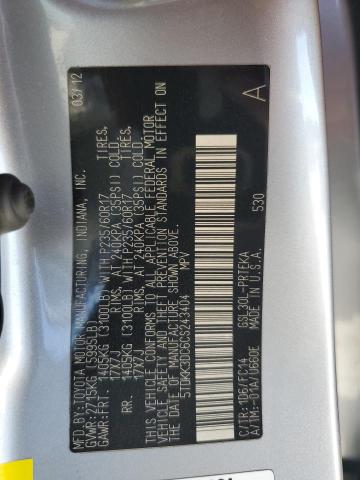 MFD.BY:TOYOTA MOTOR MANUFACTURING, INDIANA, INC. 03/12
GVWR:2715KG (5995LB)
GAWR:FRT. 1405KG (3100LB) WITH P235/60R17 TIRES,
17X7J RIMS, AT 240KPA (35PSI) COLD
RR. 1405KG (3100LB) WITH P235/60R17 TIRES,
17X7J RIMS, AT 240KPA (35PSI) COLD
THIS VEHICLE CONFORMS TO ALL APPLICABLE FEDERAL MOTOR
VEHICLE SAFETY, AND THEFT PREVENTION STANDARDS
IN EFFECT ON THE DATE OF MANUFACTURE SHOWN ABOVE.
5TDKK3DC6CS243404 MPV
A
530
C/TR:1D6/FC14 GSL30L-PRTEKA
A/TM:-01A/U660E MADE IN U.S.A.